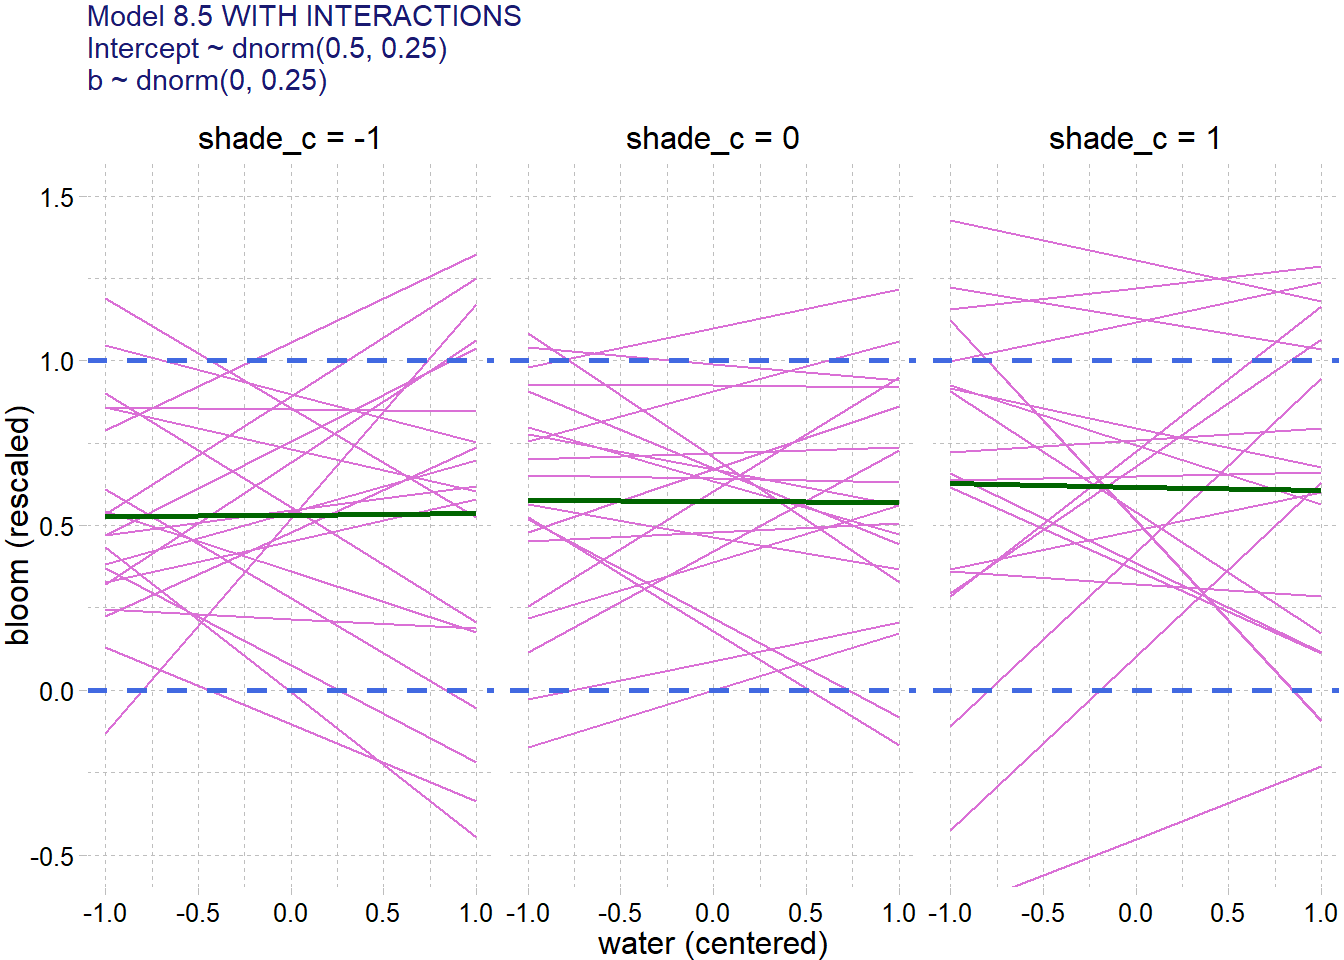 Model 8.5 WITH INTERACTIONS
Intercept ~ dnorm(0.5, 0.25)
b ~ dnorm(0, 0.25)
shade_c = -1
shade_c = 0
shade_c = 1
1.5
1.0
0.5
0.0
-0.5
bloom (rescaled)
-1.0 -0.5 0.0 0.5 1.0
-1.0 -0.5 0.0 0.5 1.0
-1.0 -0.5 0.0 0.5 1.0
water (centered)